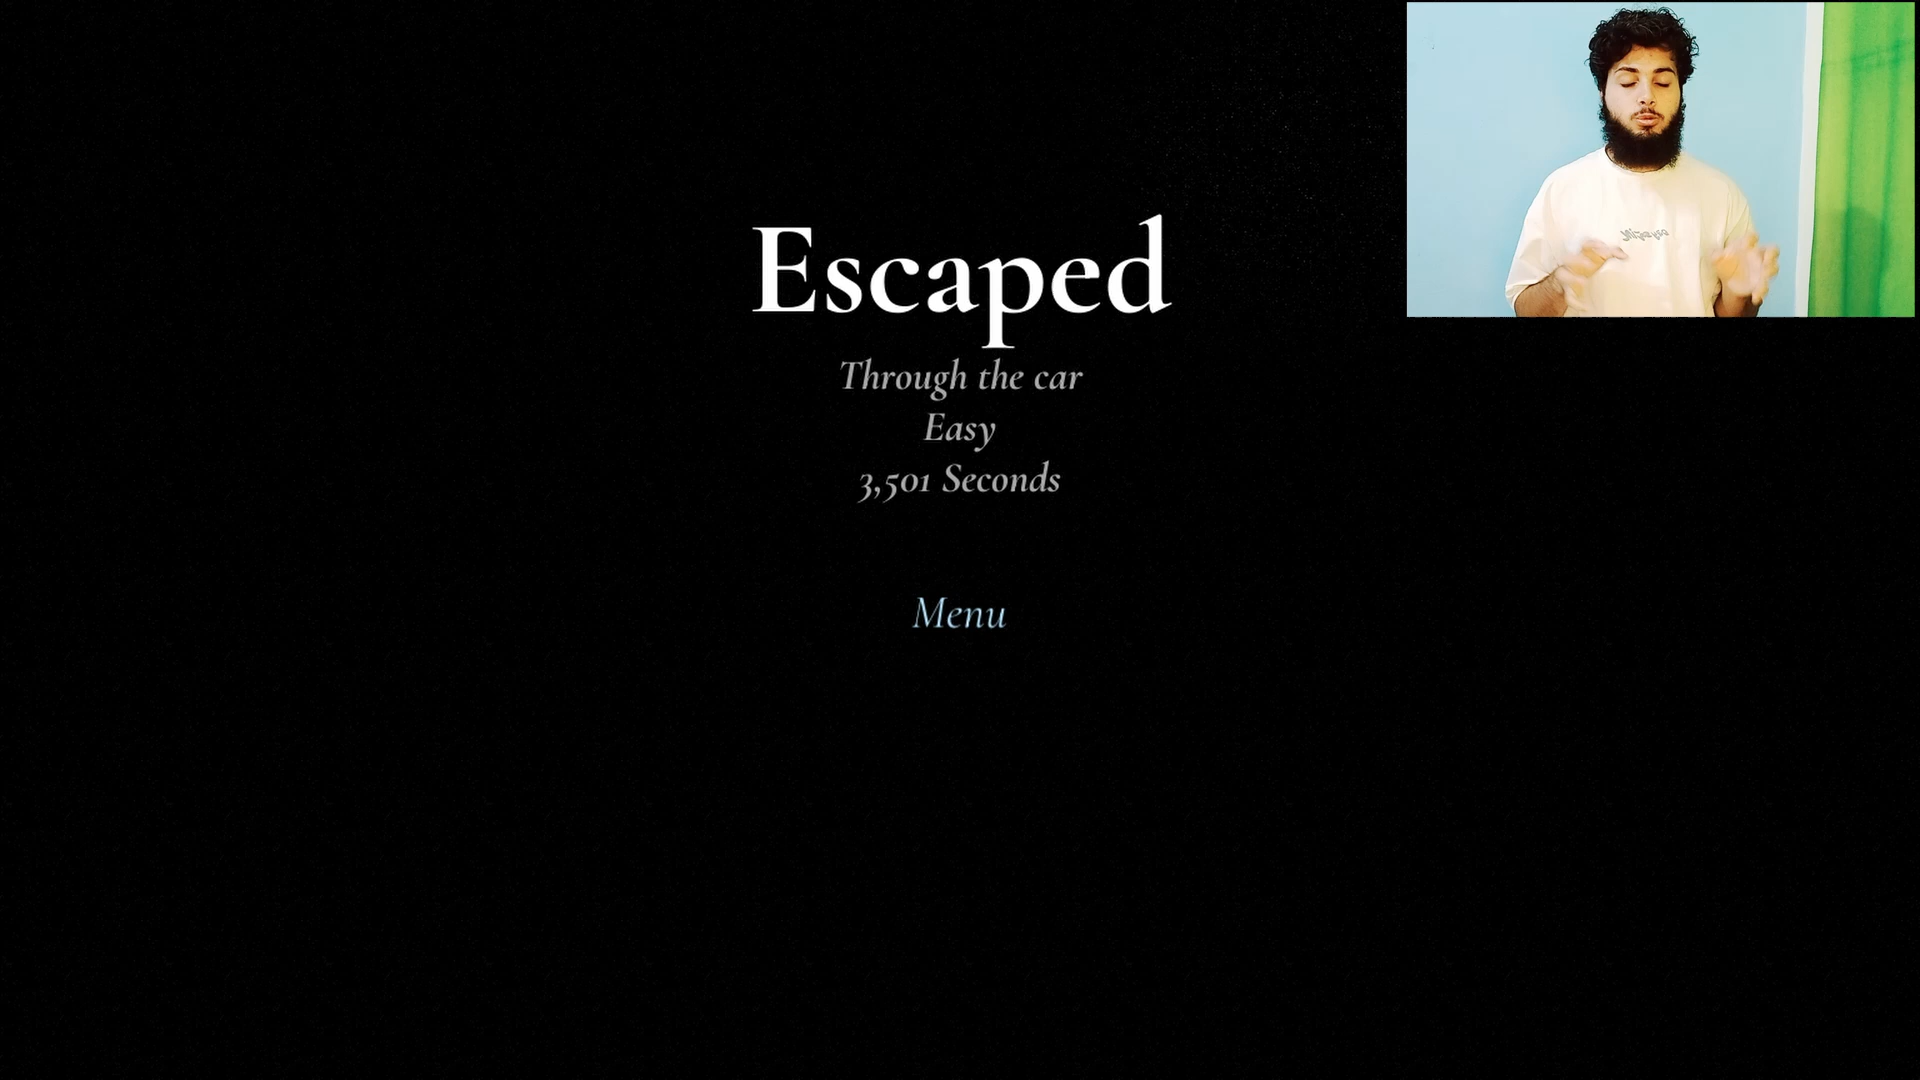 Escaped
Through the car
Easy
3,501 Seconds
Menu